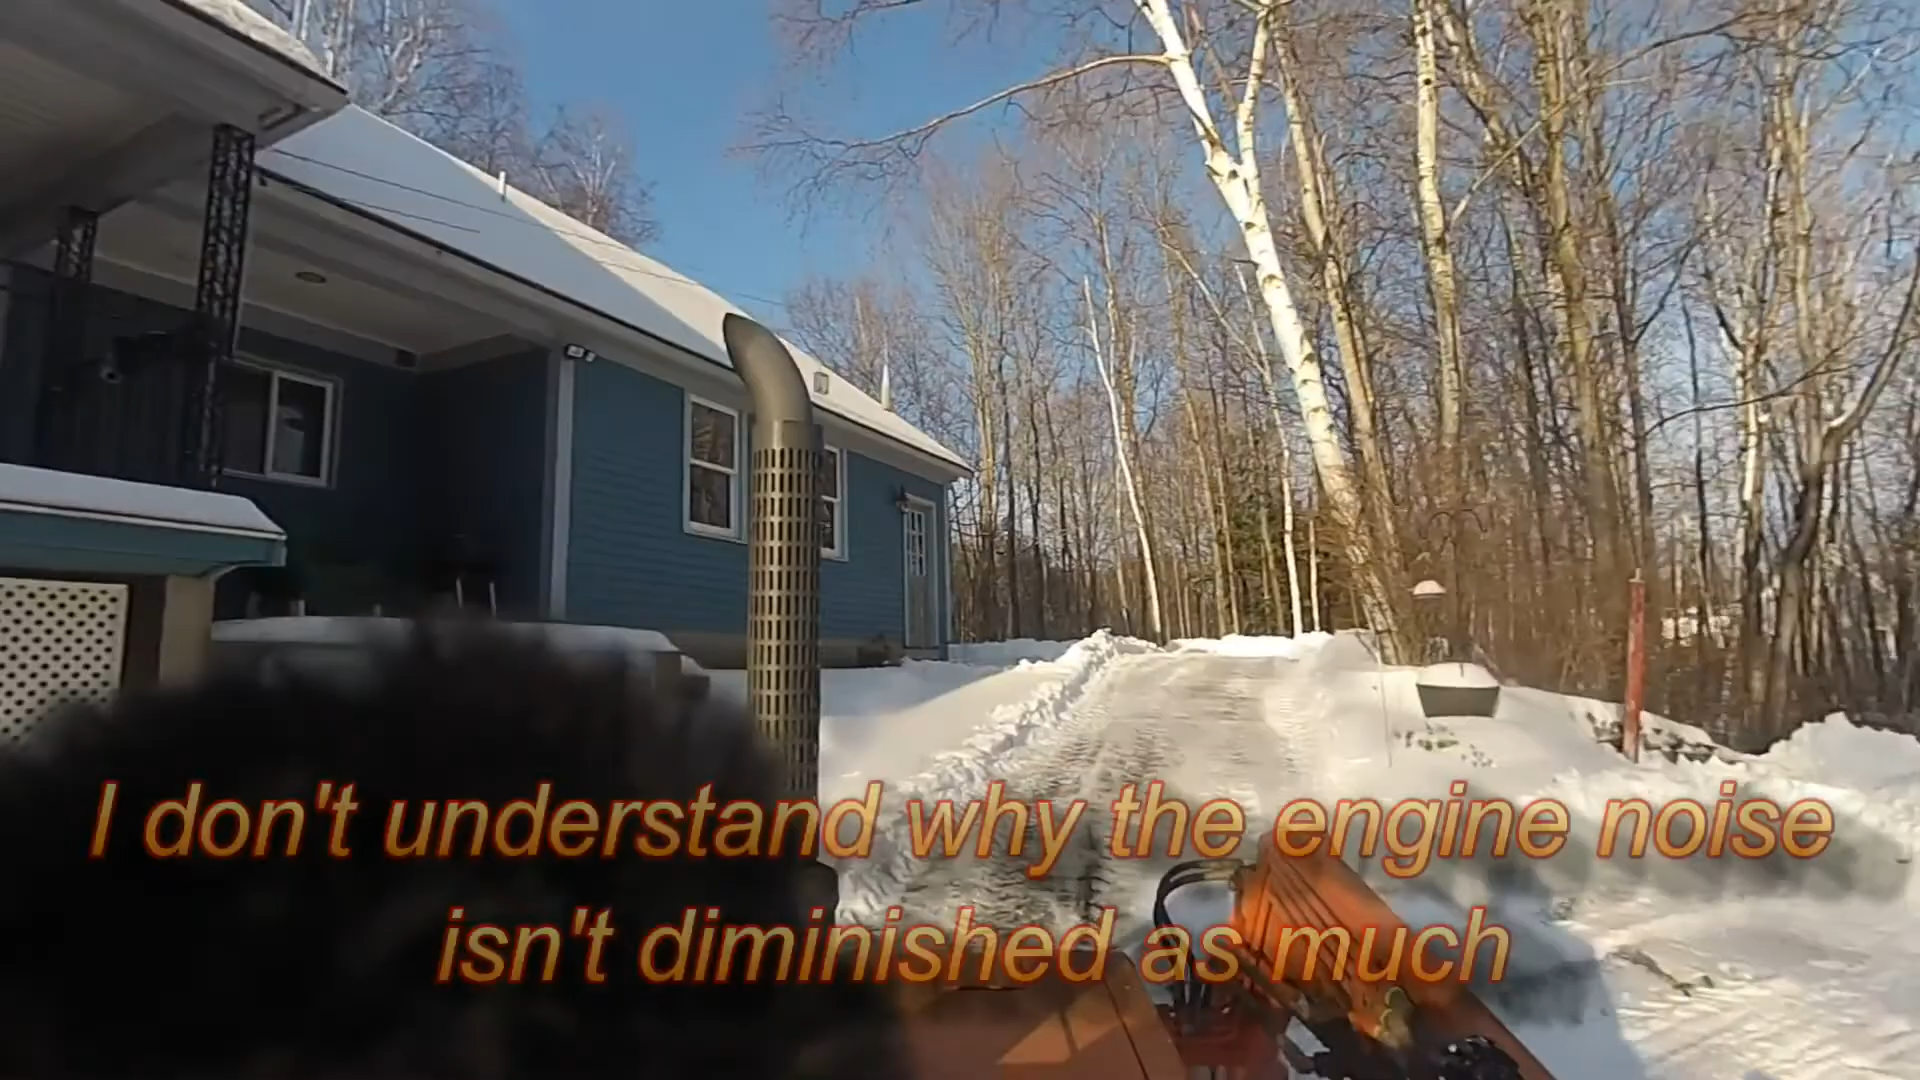 I don't understand why the engine noise
isn't diminished as much